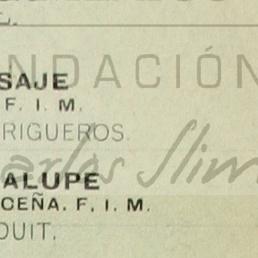 SAJE
F. I. M.
RIGUEROS.
ALUPE
CEÑA. F. I. M.
OUIT.
NDACIÓN
Carlos Slim